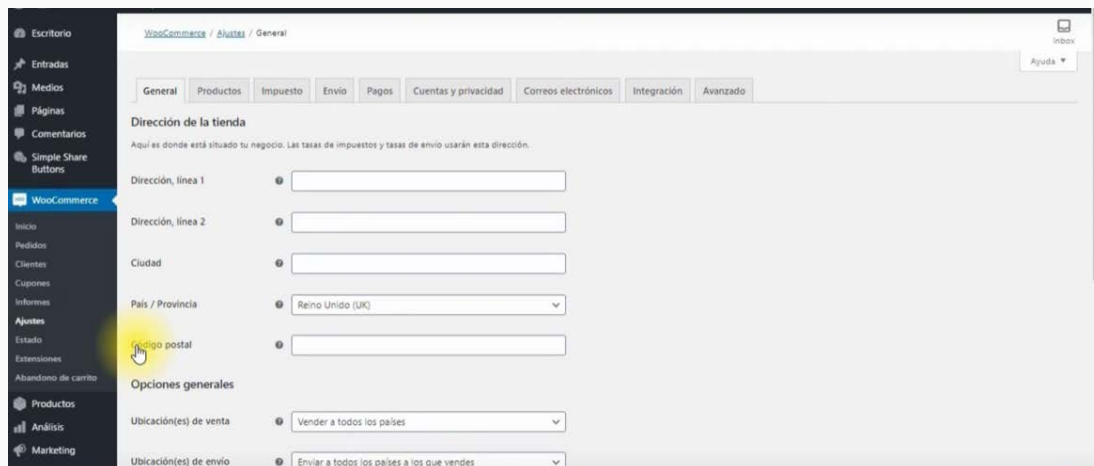 Escritorio
Entradas
Medios
Páginas
Comentarios
Simple Share
Buttons
WooCommerce
Inicio
Pedidos
Clientes
Cupones
Informes
Ajustes
Estado
Extensiones
Abandono de carrito
Productos
Análisis
Marketing
WooCommerce / Ajustes / General
Inbox
Ayuda
General Productos Impuesto Envío Pagos Cuentas y privacidad Correos electrónicos Integración Avanzado
Dirección de la tienda
Aquí es donde está situado tu negocio. Las tasas de impuestos y tasas de envío usarán esta dirección.
Dirección, línea 1
Dirección, línea 2
Ciudad
País / Provincia Reino Unido (UK)
Código postal
Opciones generales
Ubicación(es) de venta Vender a todos los países
Ubicación(es) de envío Enviar a todos los países a los que vendes